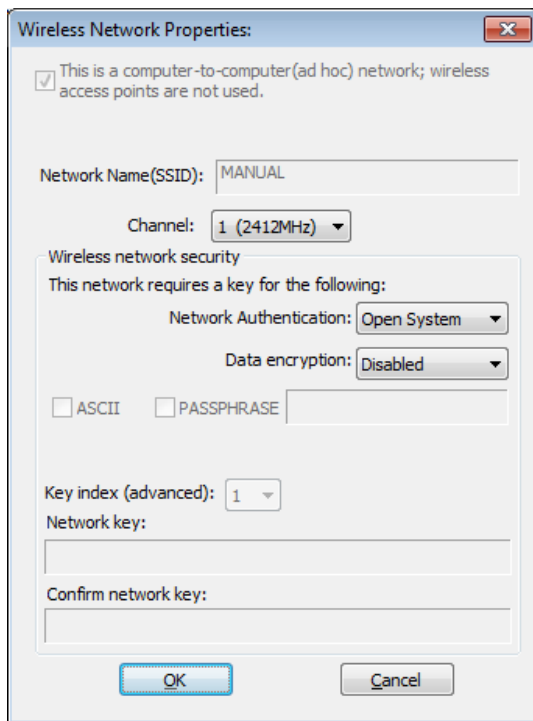 Wireless Network Properties:
This is a computer-to-computer(ad hoc) network; wireless
access points are not used.
Network Name(SSID): MANUAL
Channel: 1 (2412MHz)
Wireless network security
This network requires a key for the following:
Network Authentication: Open System
Data encryption: Disabled
ASCII PASSPHRASE
Key index (advanced): 1
Network key:
Confirm network key:
OK Cancel